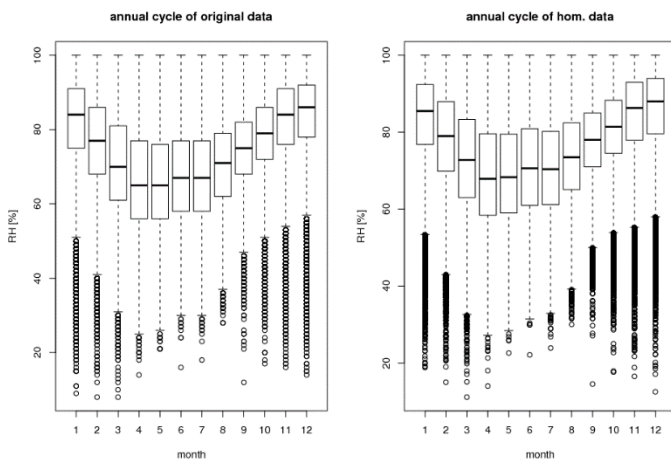 annual cycle of original data
RH [%]
100
80
60
40
20
1 2 3 4 5 6 7 8 9 10 11 12
month
annual cycle of hom. data
RH [%]
100
80
60
40
20
1 2 3 4 5 6 7 8 9 10 11 12
month